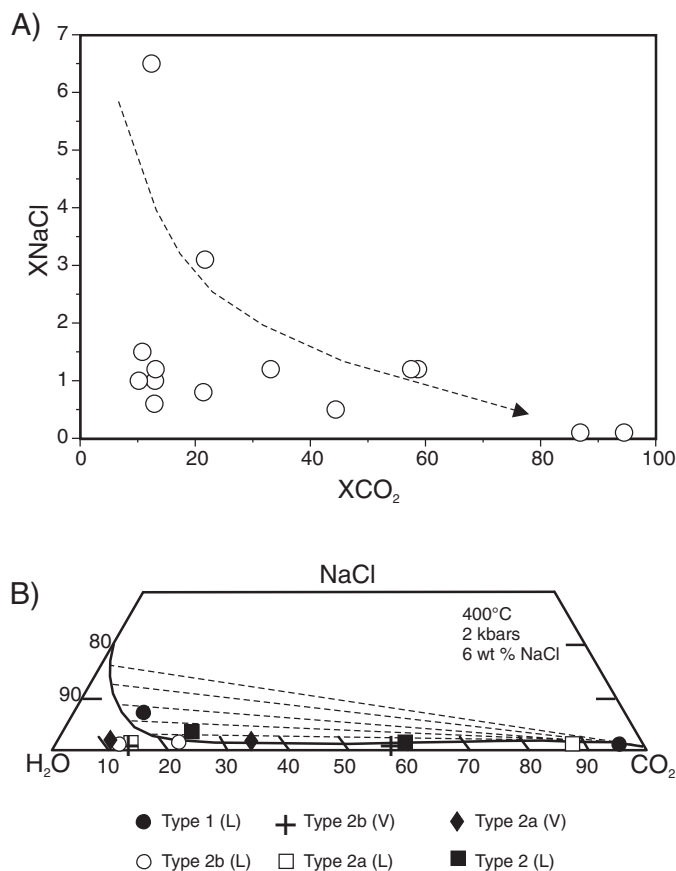 A)
7
6
5
4
3
2
1
0
XNaCl
0 20 40 60 80 100
XCO₂
B)
NaCl
400°C
2 kbars
6 wt % NaCl
80
90
H₂O 10 20 30 40 50 60 70 80 90 CO₂
Type 1 (L) Type 2b (V) Type 2a (V)
Type 2b (L) Type 2a (L) Type 2 (L)